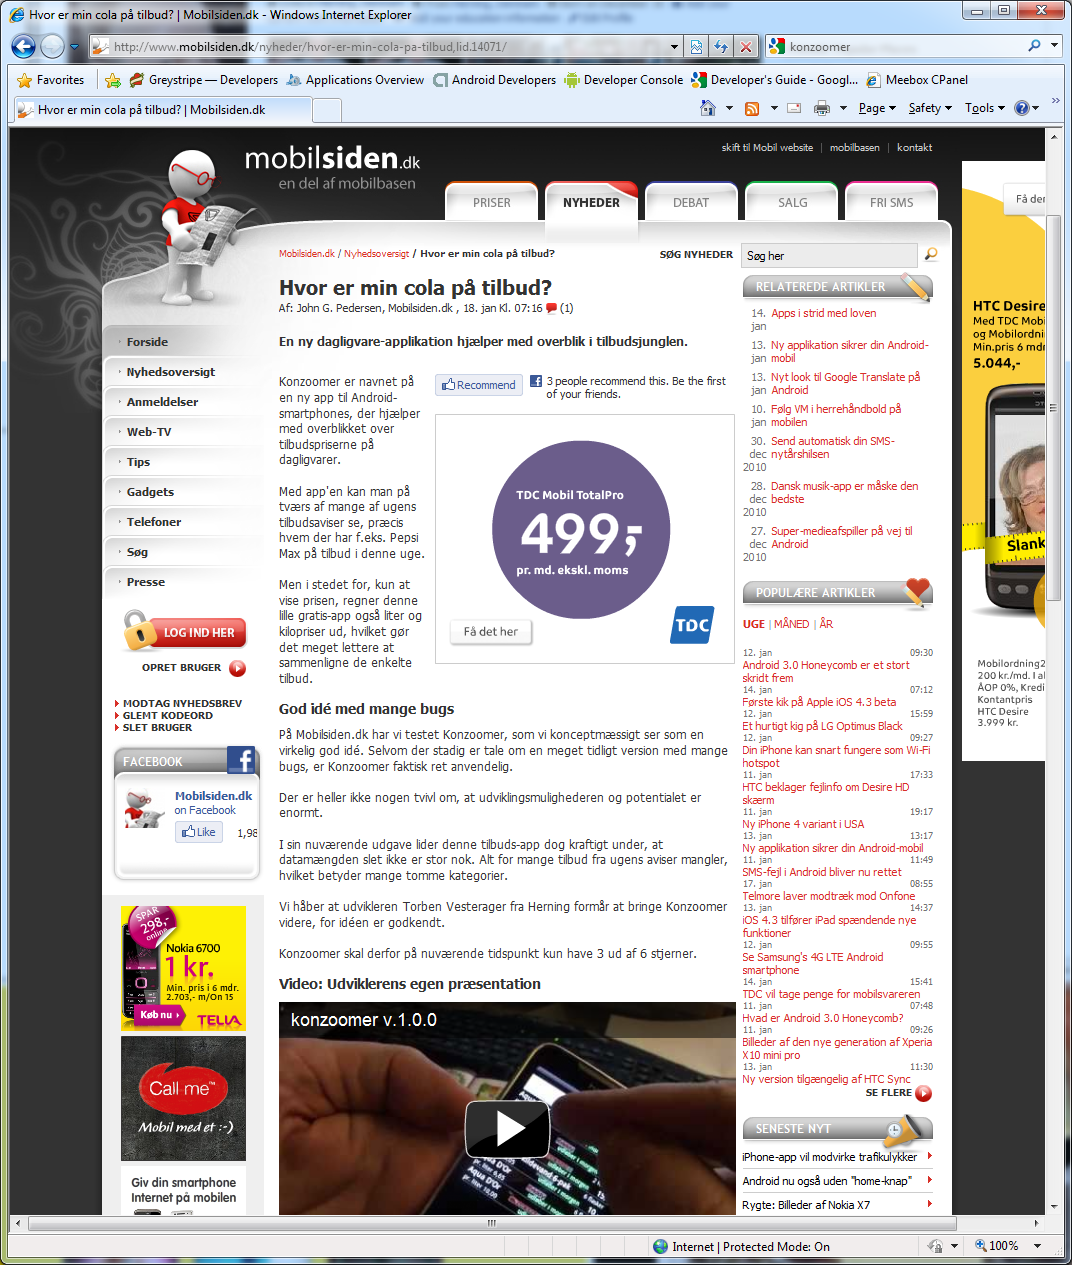 Hvor er min cola på tilbud? | Mobilsiden.dk - Windows Internet Explorer
http://www.mobilsiden.dk/nyheder/hvor-er-min-cola-pa-tilbud,lid.14071/
konzoomer
Favorites
Greystripe — Developers
Applications Overview
Android Developers
Developer Console
Developer's Guide - Googl...
Meebox CPanel
Hvor er min cola på tilbud? | Mobilsiden.dk
Page
Safety
Tools
mobilsiden.dk
en del af mobilbasen
skift til Mobil website | mobilbasen | kontakt
PRISER
NYHEDER
DEBAT
SALG
FRI SMS
Mobilsiden.dk / Nyhedsoversigt / Hvor er min cola på tilbud?
SØG NYHEDER
Søg her
Forside
Nyhedsoversigt
Anmeldelser
Web-TV
Tips
Gadgets
Telefoner
Søg
Presse
LOG IND HER
OPRET BRUGER
MODTAG NYHEDSBREV
GLEMT KODEORD
SLET BRUGER
FACEBOOK
Mobilsiden.dk
on Facebook
Like
1,98
SPAR
298,-
online
Nokia 6700
1 kr.
Min. pris i 6 mdr.
2.703,- m/On 15
Køb nu
TELIA
Call me™
Mobil med et :-)
Giv din smartphone
Internet på mobilen
Hvor er min cola på tilbud?
Af: John G. Pedersen, Mobilsiden.dk , 18. jan Kl. 07:16 (1)
En ny dagligvare-applikation hjælper med overblik i tilbudsjunglen.
Konzoomer er navnet på
en ny app til Android-
smartphones, der hjælper
med overblikket over
tilbudspriserne på
dagligvarer.
Med app'en kan man på
tværs af mange af ugens
tilbudsaviser se, præcis
hvem der har f.eks. Pepsi
Max på tilbud i denne uge.
Men i stedet for, kun at
vise prisen, regner denne
lille gratis-app også liter og
kilopriser ud, hvilket gør
det meget lettere at
sammenligne de enkelte
tilbud.
Recommend
3 people recommend this. Be the first
of your friends.
TDC Mobil TotalPro
499,-
pr. md. ekskl. moms
Få det her
TDC
God idé med mange bugs
På Mobilsiden.dk har vi testet Konzoomer, som vi konceptmæssigt ser som en
virkelig god idé. Selvom der stadig er tale om en meget tidligt version med mange
bugs, er Konzoomer faktisk ret anvendelig.
Der er heller ikke nogen tvivl om, at udviklingsmulighederen og potentialet er
enormt.
I sin nuværende udgave lider denne tilbuds-app dog kraftigt under, at
datamængden slet ikke er stor nok. Alt for mange tilbud fra ugens aviser mangler,
hvilket betyder mange tomme kategorier.
Vi håber at udvikleren Torben Vesterager fra Herning formår at bringe Konzoomer
videre, for idéen er godkendt.
Konzoomer skal derfor på nuværende tidspunkt kun have 3 ud af 6 stjerner.
Video: Udviklerens egen præsentation
konzoomer v.1.0.0
RELATEREDE ARTIKLER
14. jan Apps i strid med loven
13. jan Ny applikation sikrer din Android-
mobil
13. jan Nyt look til Google Translate på
Android
10. jan Følg VM i herrehåndbold på
mobilen
30. dec 2010 Send automatisk din SMS-
nytårshilsen
28. dec 2010 Dansk musik-app er måske den
bedste
27. dec 2010 Super-medieafspiller på vej til
Android
POPULÆRE ARTIKLER
UGE | MÅNED | ÅR
12. jan 09:30
Android 3.0 Honeycomb er et stort
skridt frem
14. jan 07:12
Første kik på Apple iOS 4.3 beta
12. jan 15:59
Et hurtigt kig på LG Optimus Black
12. jan 09:27
Din iPhone kan snart fungere som Wi-Fi
hotspot
11. jan 17:33
HTC beklager fejlinfo om Desire HD
skærm
11. jan 19:17
Ny iPhone 4 variant i USA
13. jan 13:17
Ny applikation sikrer din Android-mobil
11. jan 11:49
SMS-fejl i Android bliver nu rettet
17. jan 08:55
Telmore laver modtræk mod Onfone
13. jan 14:37
iOS 4.3 tilfører iPad spændende nye
funktioner
12. jan 09:55
Se Samsung's 4G LTE Android
smartphone
14. jan 15:41
TDC vil tage penge for mobilsvareren
11. jan 07:48
Hvad er Android 3.0 Honeycomb?
11. jan 09:26
Billeder af den nye generation af Xperia
X10 mini pro
13. jan 11:30
Ny version tilgængelig af HTC Sync
SE FLERE
SENESTE NYT
iPhone-app vil modvirke trafikulykker
Android nu også uden "home-knap"
Rygte: Billeder af Nokia X7
Få der
HTC Desire
Med TDC Mobi
og Mobilordning
Min.pris 6 mdr
5.044,-
Slank
Mobilordning2
200 kr./md. I al
ÅOP 0%, Kredi
Kontantpris
HTC Desire
3.999 kr.
Internet | Protected Mode: On
100%